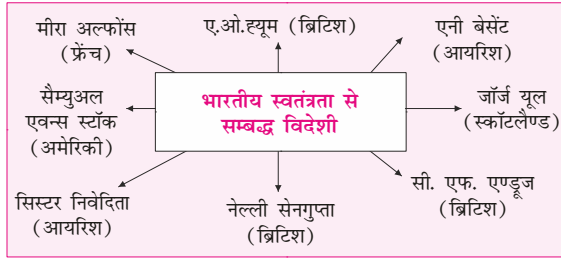 मीरा अल्फोंस
(फ्रेंच)
ए.ओ.ह्यूम (ब्रिटिश)
एनी बेसेंट
(आयरिश)
सैम्युअल
एवन्स स्टॉक
(अमेरिकी)
भारतीय स्वतंत्रता से
सम्बद्ध विदेशी
जॉर्ज यूल
(स्कॉटलैण्ड)
सिस्टर निवेदिता
(आयरिश)
नेल्ली सेनगुप्ता
(ब्रिटिश)
सी. एफ. एण्ड्रूज
(ब्रिटिश)